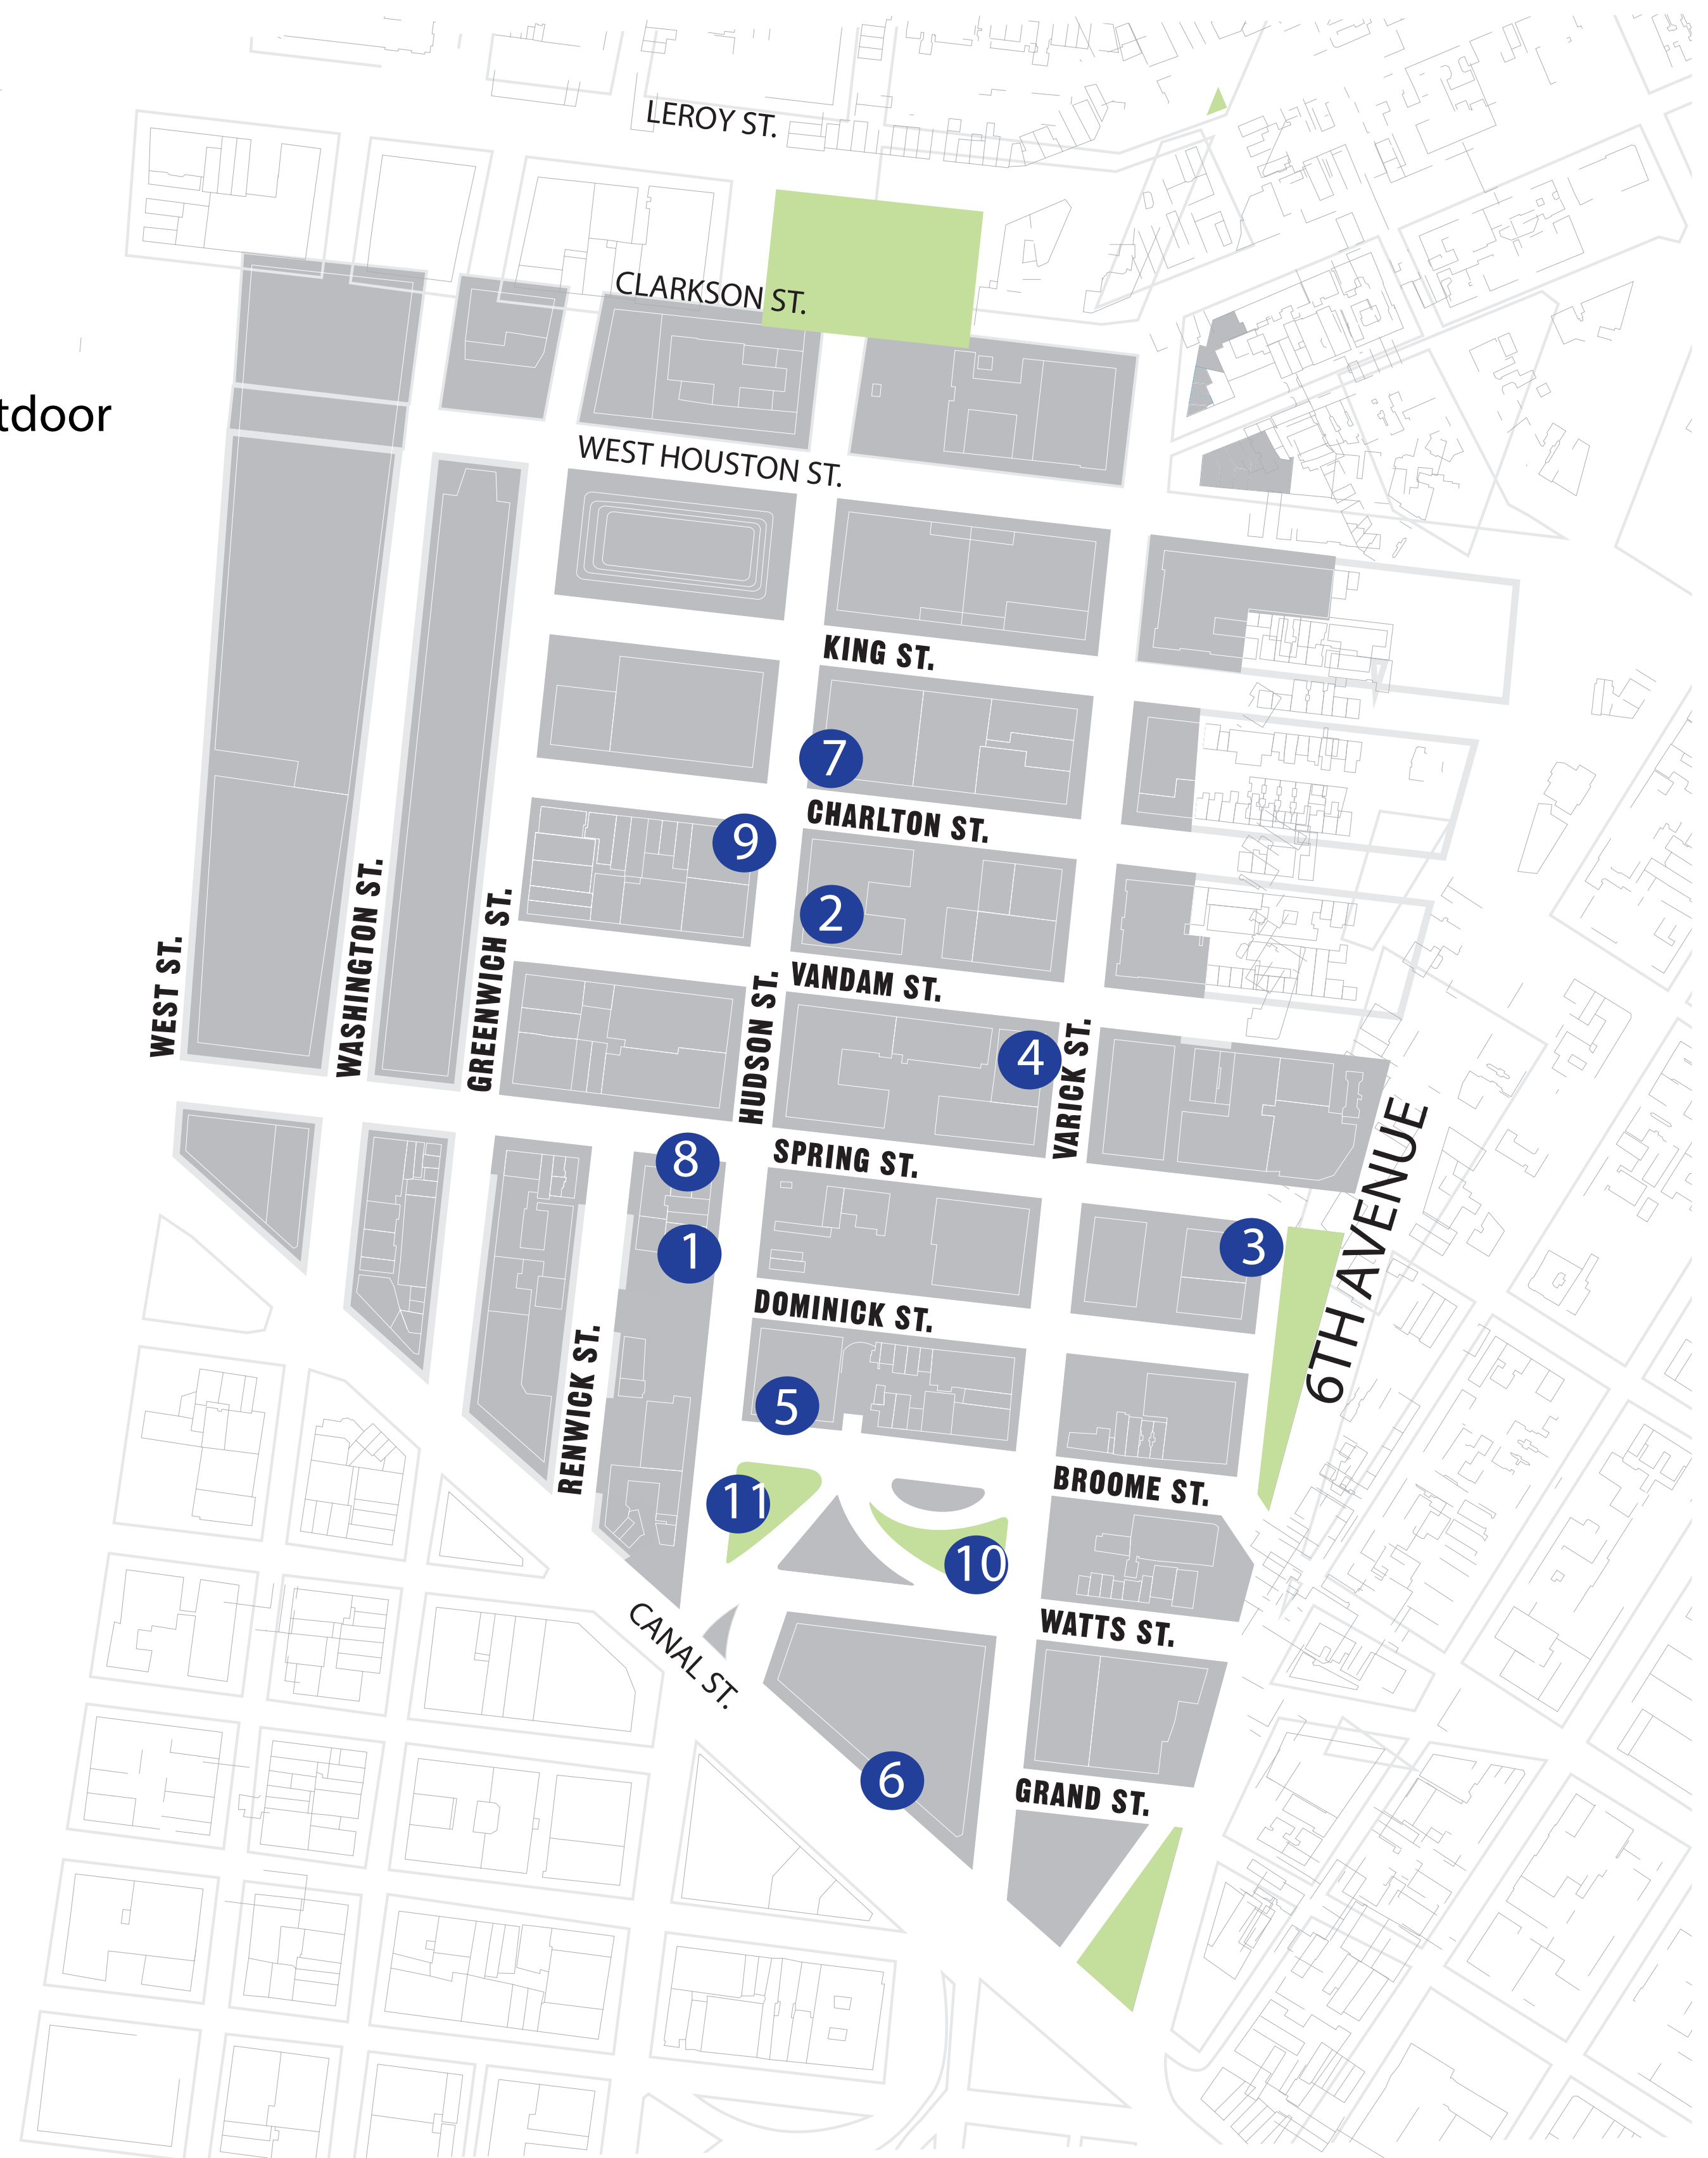 LEROY ST.
CLARKSON ST.
tdoor
WEST HOUSTON ST.
KING ST.
7
CHARLTON ST.
9
2
WEST ST.
WASHINGTON ST.
GREENWICH ST.
HUDSON ST.
VANDAM ST.
4
VARICK ST.
SPRING ST.
8
1
3
6TH AVENUE
DOMINICK ST.
RENWICK ST.
5
BROOME ST.
11
10
CANAL ST.
WATTS ST.
6
GRAND ST.